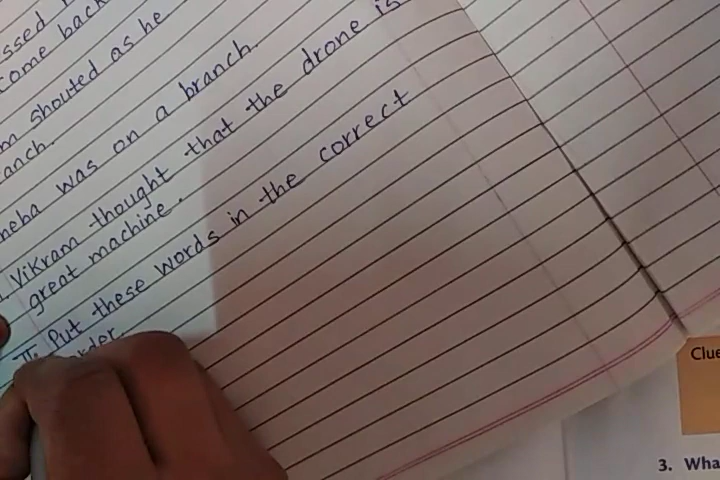 ssed
come back
m shouted as he
anch.
neha was on a branch.
Vikram thought that the drone is
great machine.
II. Put these words in the correct
order
Clue
3. Wha